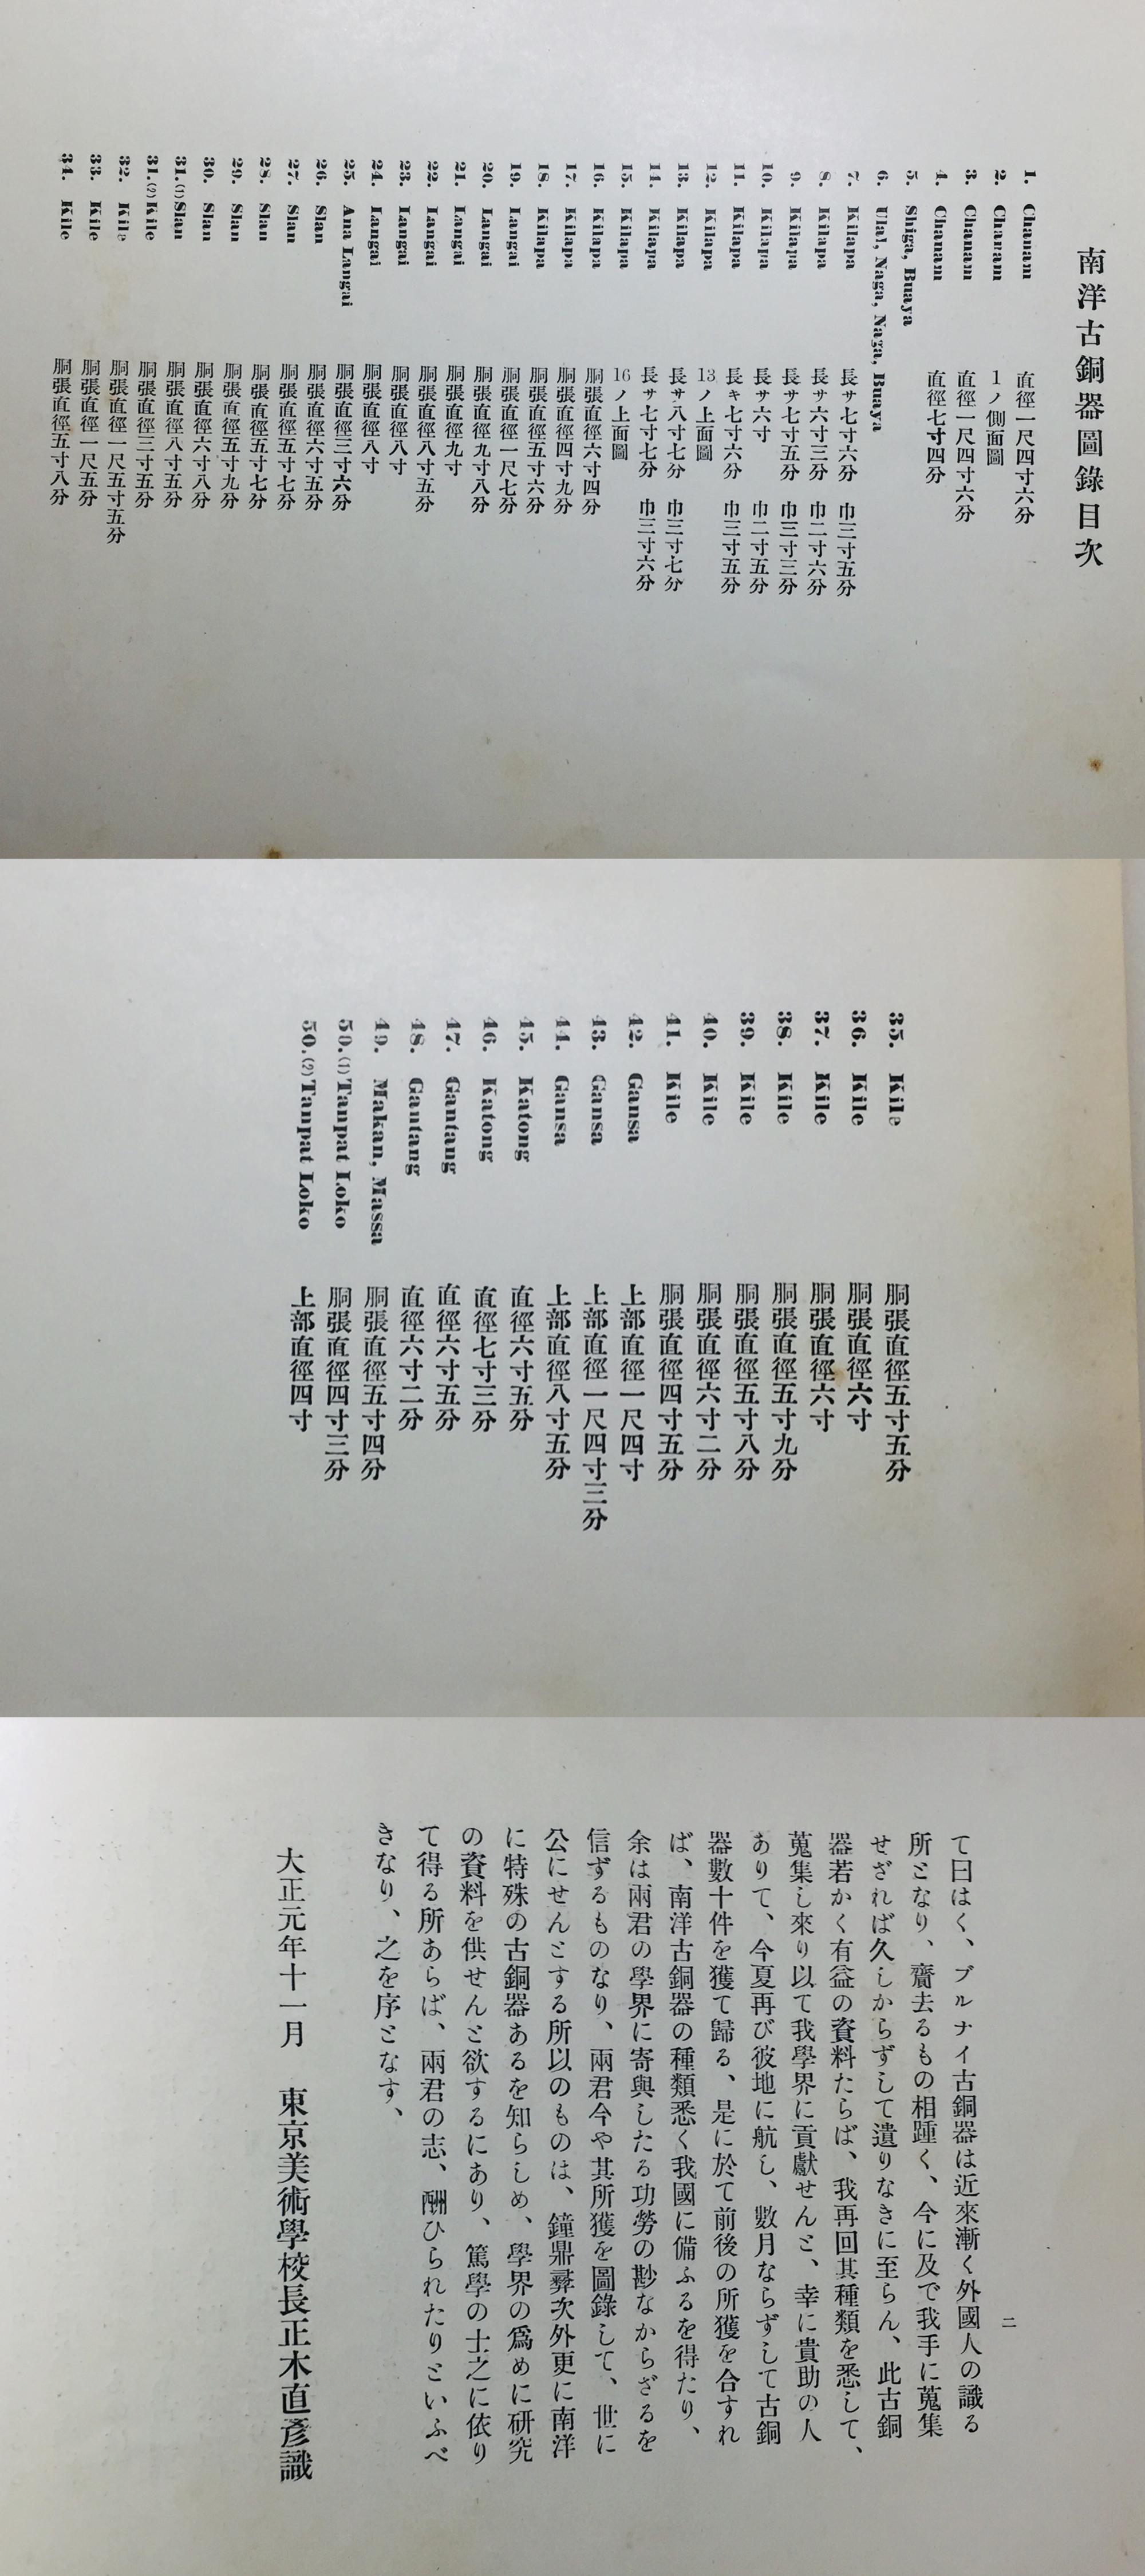 南洋古銅器圖錄目次
1. Chanam 直徑一尺四寸六分
2. Chanam 1ノ側面圖
3. Chanam 直徑一尺四寸六分
4. Chanam 直徑七寸四分
5. Shiga, Buaya
6. Ulal, Naga, Naga, Buaya
7. Kilapa 長サ七寸六分 巾三寸五分
8. Kilapa 長サ六寸三分 巾二寸六分
9. Kilapa 長サ七寸五分 巾三寸三分
10. Kilapa 長サ六寸 巾二寸五分
11. Kilapa 長キ七寸六分 巾三寸五分
12. Kilapa 13ノ上面圖
13. Kilapa 長サ八寸七分 巾三寸七分
14. Kilapa 長サ七寸七分 巾三寸六分
15. Kilapa 16ノ上面圖
16. Kilapa 胴張直徑六寸四分
17. Kilapa 胴張直徑四寸九分
18. Kilapa 胴張直徑五寸六分
19. Langai 胴張直徑一尺七分
20. Langai 胴張直徑九寸八分
21. Langai 胴張直徑九寸
22. Langai 胴張直徑八寸五分
23. Langai 胴張直徑八寸
24. Langai 胴張直徑八寸
25. Ana Langai 胴張直徑三寸六分
26. Slan 胴張直徑六寸五分
27. Slan 胴張直徑五寸七分
28. Slan 胴張直徑五寸七分
29. Slan 胴張直徑五寸九分
30. Slan 胴張直徑六寸八分
31.(1) Slan 胴張直徑八寸五分
31.(2) Kile 胴張直徑三寸五分
32. Kile 胴張直徑一尺五寸五分
33. Kile 胴張直徑一尺五分
34. Kile 胴張直徑五寸八分
35. Kile 胴張直徑五寸五分
36. Kile 胴張直徑六寸
37. Kile 胴張直徑六寸
38. Kile 胴張直徑五寸九分
39. Kile 胴張直徑五寸八分
40. Kile 胴張直徑六寸二分
41. Kile 胴張直徑四寸五分
42. Gansa 上部直徑一尺四寸
43. Gansa 上部直徑一尺四寸三分
44. Gansa 上部直徑八寸五分
45. Katong 直徑六寸五分
46. Katong 直徑七寸三分
47. Gantang 直徑六寸五分
48. Gantang 直徑六寸二分
49. Makan, Massa 胴張直徑五寸四分
50.(1) Tanpat Loko 胴張直徑四寸三分
50.(2) Tanpat Loko 上部直徑四寸
二
て曰はく、ブルナイ古銅器は近來漸く外國人の識る
所となり、齎去るもの相踵く、今に及で我手に蒐集
せざれば久しからずして遺りなきに至らん、此古銅
器若かく有益の資料たらば、我再回其種類を悉して、
蒐集し來り以て我學界に貢獻せんと、幸に貴助の人
ありて、今夏再び彼地に航し、數月ならずして古銅
器數十件を獲て歸る、是に於て前後の所獲を合すれ
ば、南洋古銅器の種類悉く我國に備ふるを得たり、
余は兩君の學界に寄與したる功勞の尠なからざるを
信ずるものなり、兩君今や其所獲を圖錄して、世に
公にせんとする所以のものは、鐘鼎彛次外更に南洋
に特殊の古銅器あるを知らしめ、學界の爲めに研究
の資料を供せんと欲するにあり、篤學の士之に依り
て得る所あらば、兩君の志、酬ひられたりといふべ
きなり、之を序となす、
大正元年十一月 東京美術學校長正木直彥識